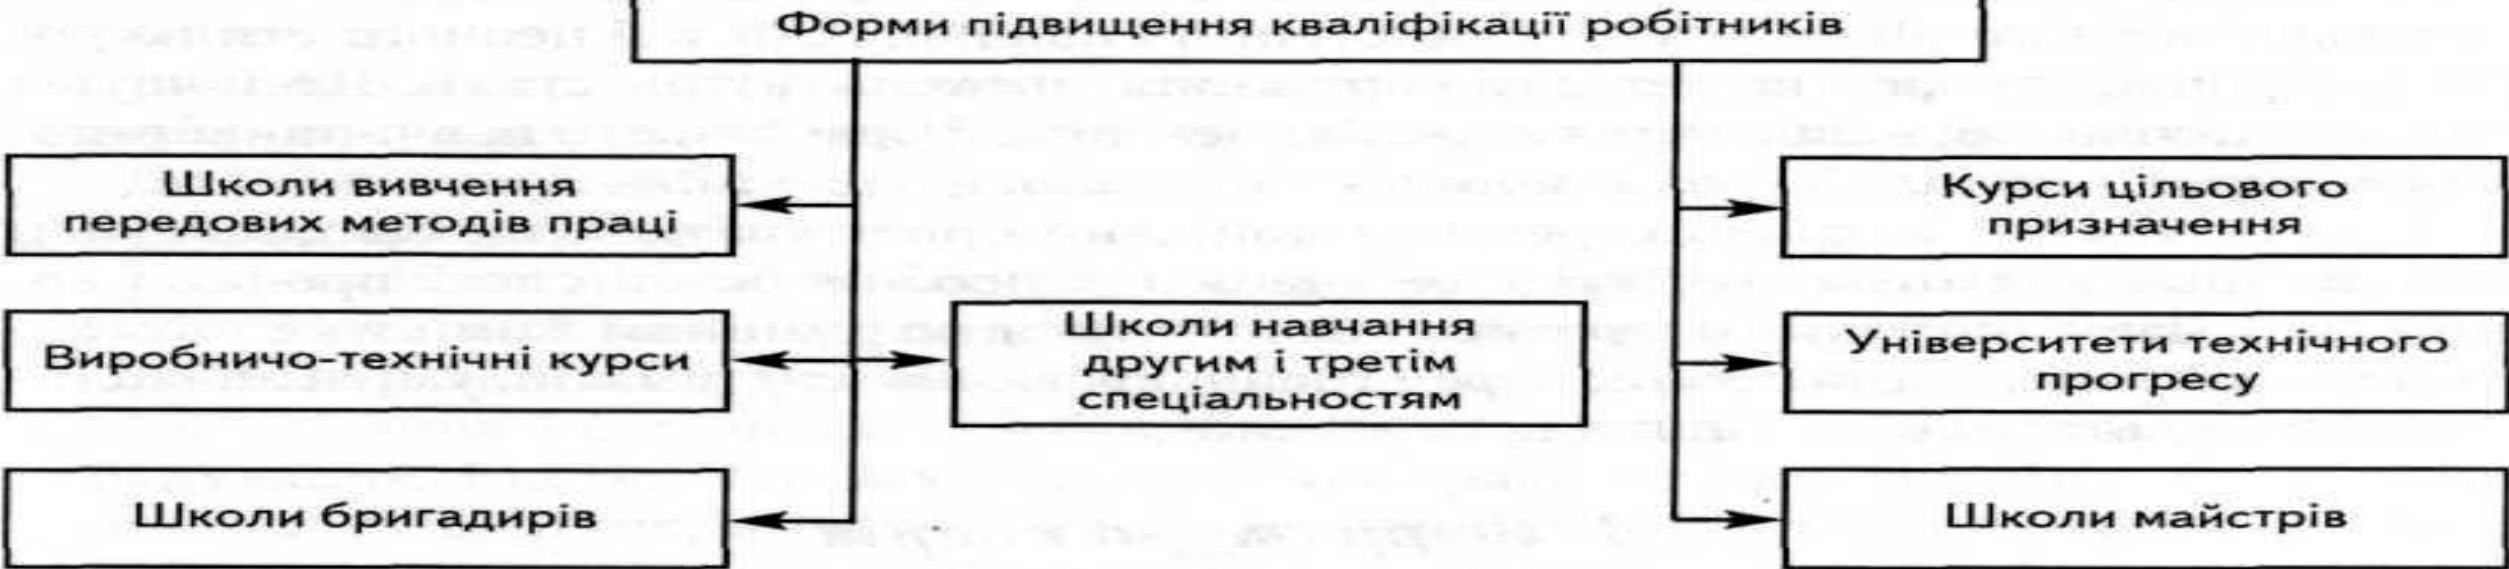 Форми підвищення кваліфікації робітників
Школи вивчення
передових методів праці
Виробничо-технічні курси
Школи бригадирів
Школи навчання
другим і третім
спеціальностям
Курси цільового
призначення
Університети технічного
прогресу
Школи майстрів